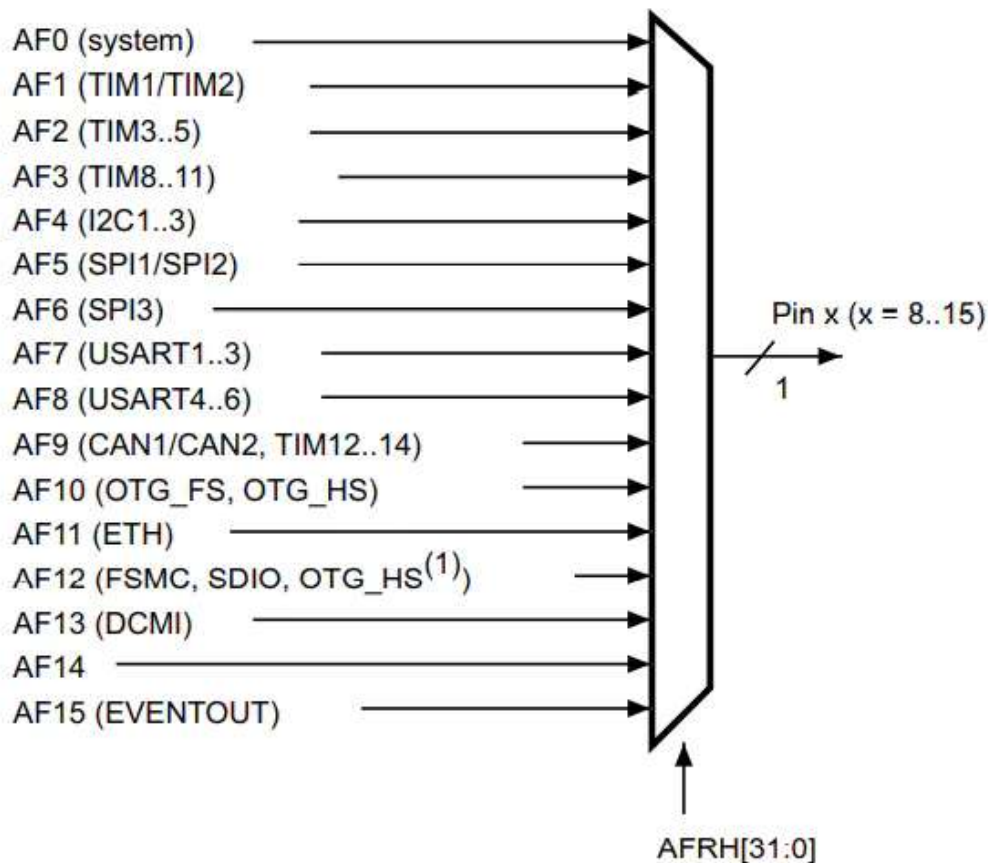 AF0 (system)
AF1 (TIM1/TIM2)
AF2 (TIM3..5)
AF3 (TIM8..11)
AF4 (I2C1..3)
AF5 (SPI1/SPI2)
AF6 (SPI3)
AF7 (USART1..3)
AF8 (USART4..6)
AF9 (CAN1/CAN2, TIM12..14)
AF10 (OTG_FS, OTG_HS)
AF11 (ETH)
AF12 (FSMC, SDIO, OTG_HS(1))
AF13 (DCMI)
AF14
AF15 (EVENTOUT)
Pin x (x = 8..15)
1
AFRH[31:0]